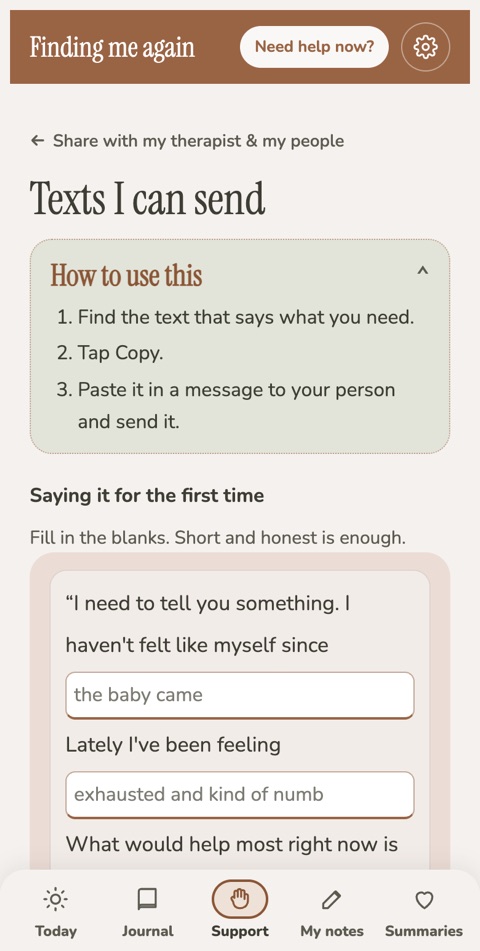 Finding me again
Need help now?
← Share with my therapist & my people
Texts I can send
How to use this
1. Find the text that says what you need.
2. Tap Copy.
3. Paste it in a message to your person
and send it.
Saying it for the first time
Fill in the blanks. Short and honest is enough.
“I need to tell you something. I
haven't felt like myself since
the baby came
Lately I've been feeling
exhausted and kind of numb
What would help most right now is
Today
Journal
Support
My notes
Summaries